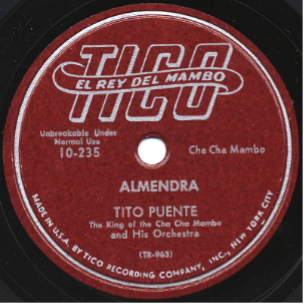 TICO
EL REY DEL MAMBO
Unbreakable Under
Normal Use
10-235
Cha Cha Mambo
ALMENDRA
TITO PUENTE
The King of the Cha Cha Mambo
and His Orchestra
(TR-963)
MADE IN U.S.A. BY TICO RECORDING COMPANY, INC., NEW YORK CITY